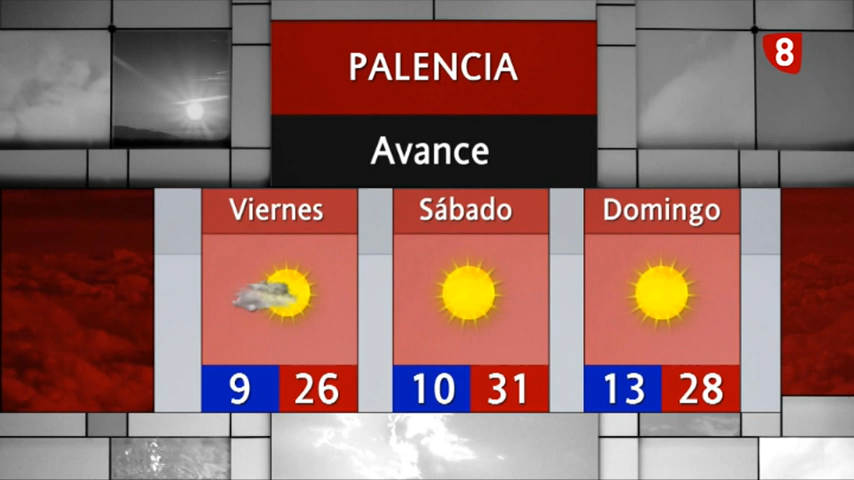 PALENCIA
8
Avance
Viernes
Sábado
Domingo
9 26
10 31
13 28